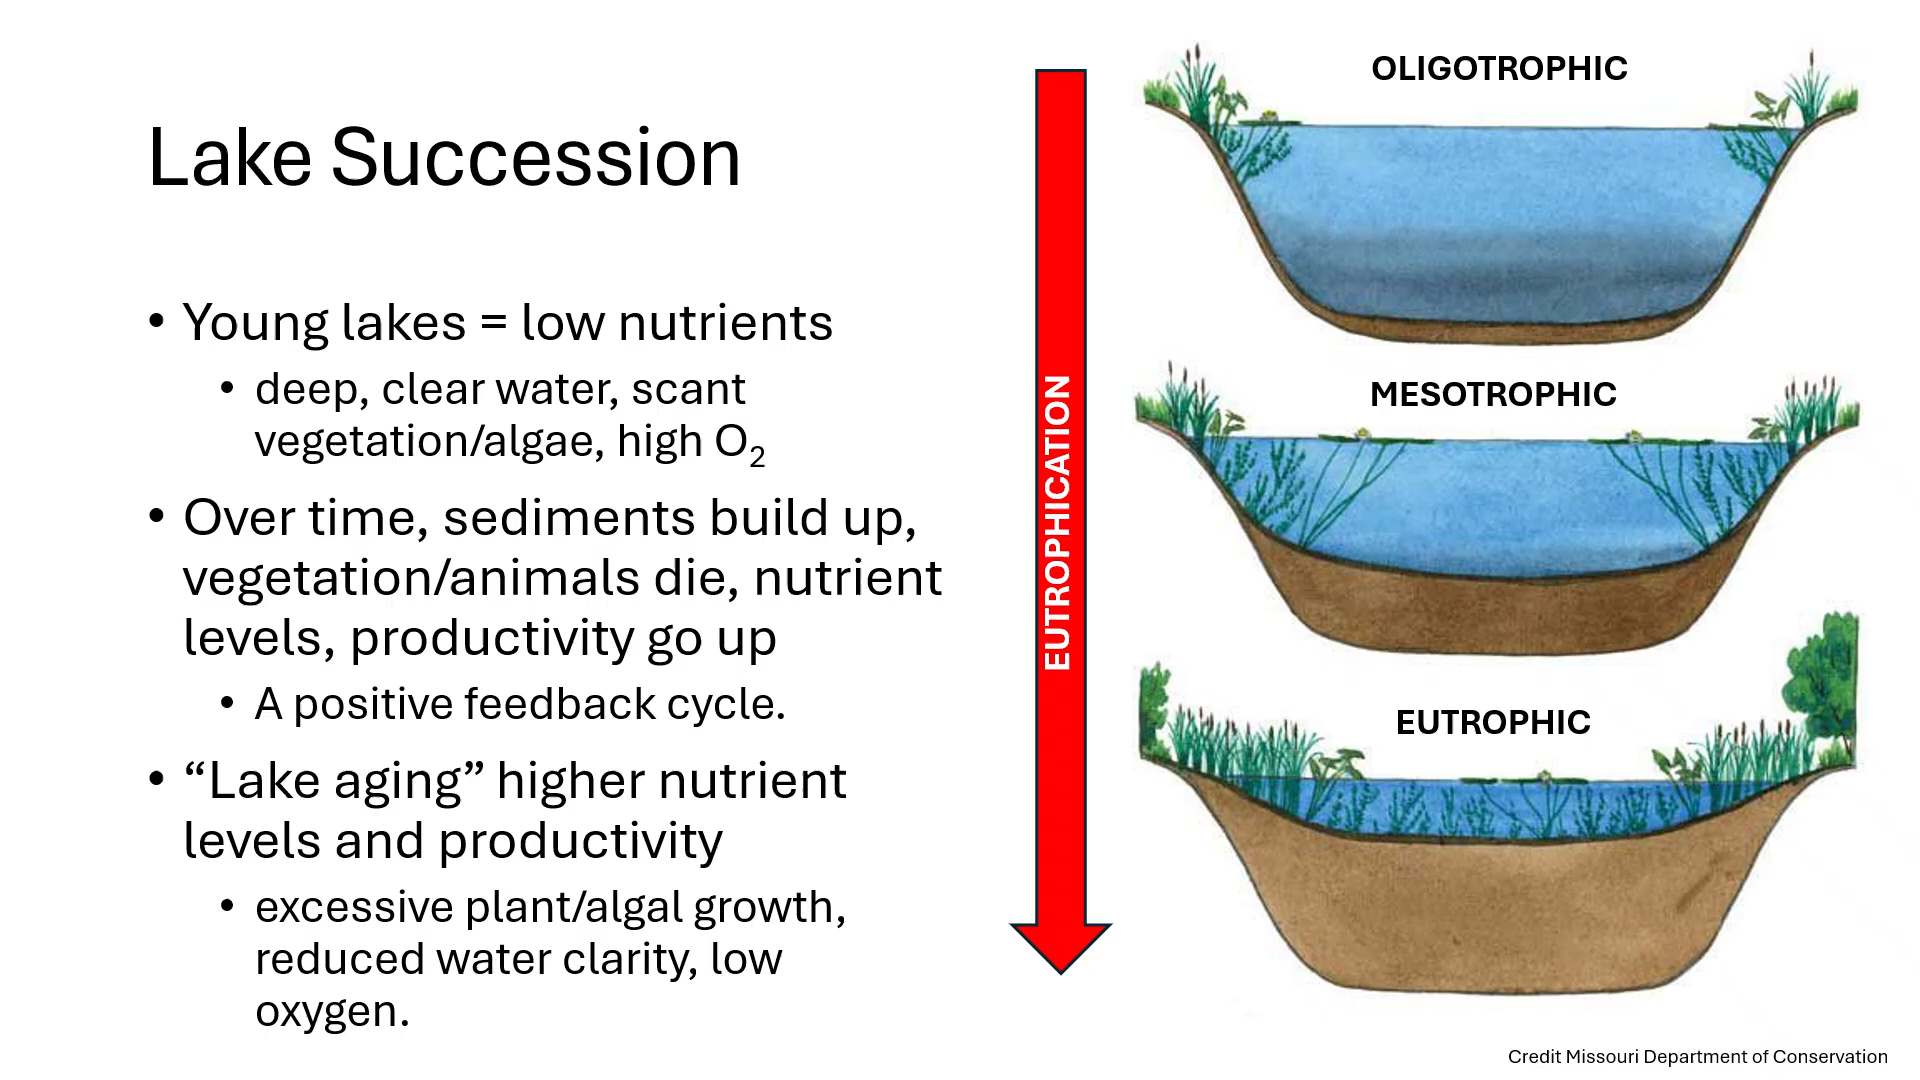 Lake Succession
• Young lakes = low nutrients
• deep, clear water, scant
vegetation/algae, high O₂
• Over time, sediments build up,
vegetation/animals die, nutrient
levels, productivity go up
• A positive feedback cycle.
• “Lake aging” higher nutrient
levels and productivity
• excessive plant/algal growth,
reduced water clarity, low
oxygen.
EUTROPHICATION
OLIGOTROPHIC
MESOTROPHIC
EUTROPHIC
Credit Missouri Department of Conservation